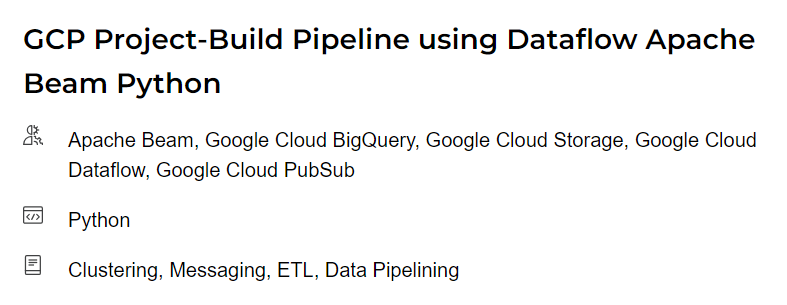 GCP Project-Build Pipeline using Dataflow Apache
Beam Python
Apache Beam, Google Cloud BigQuery, Google Cloud Storage, Google Cloud
Dataflow, Google Cloud PubSub
Python
Clustering, Messaging, ETL, Data Pipelining